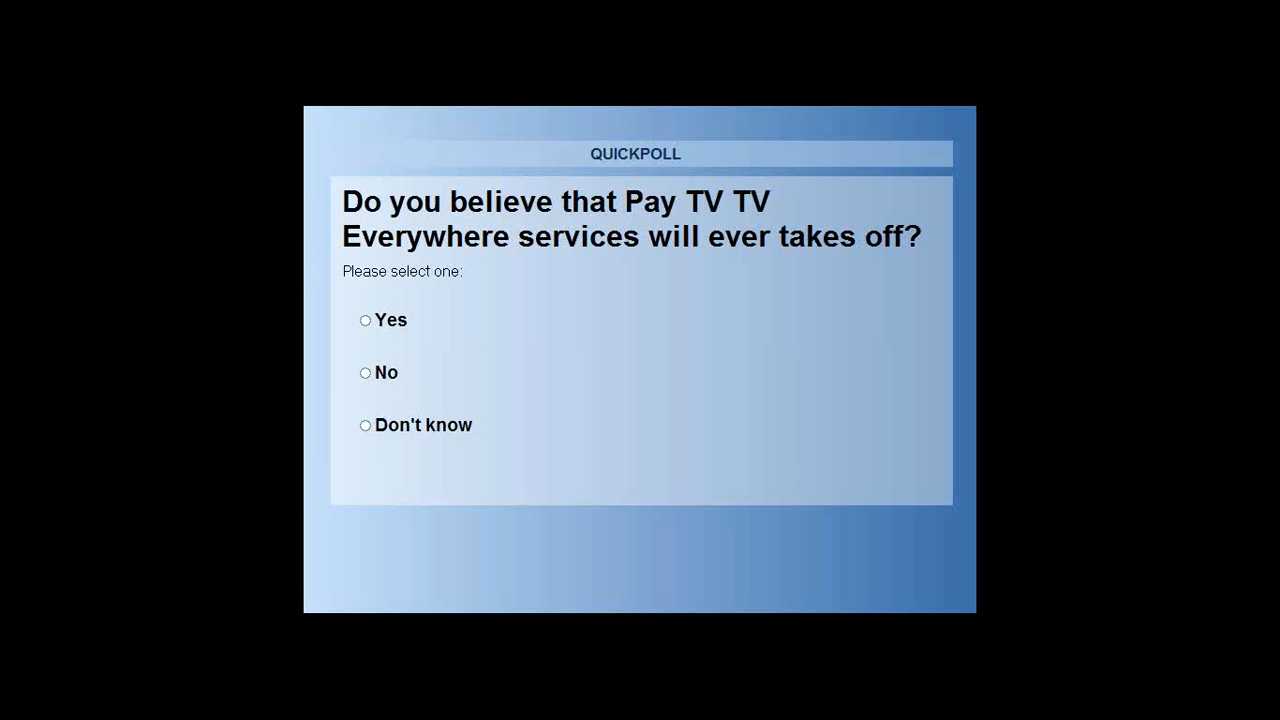 QUICKPOLL
Do you believe that Pay TV TV
Everywhere services will ever takes off?
Please select one:
Yes
No
Don't know